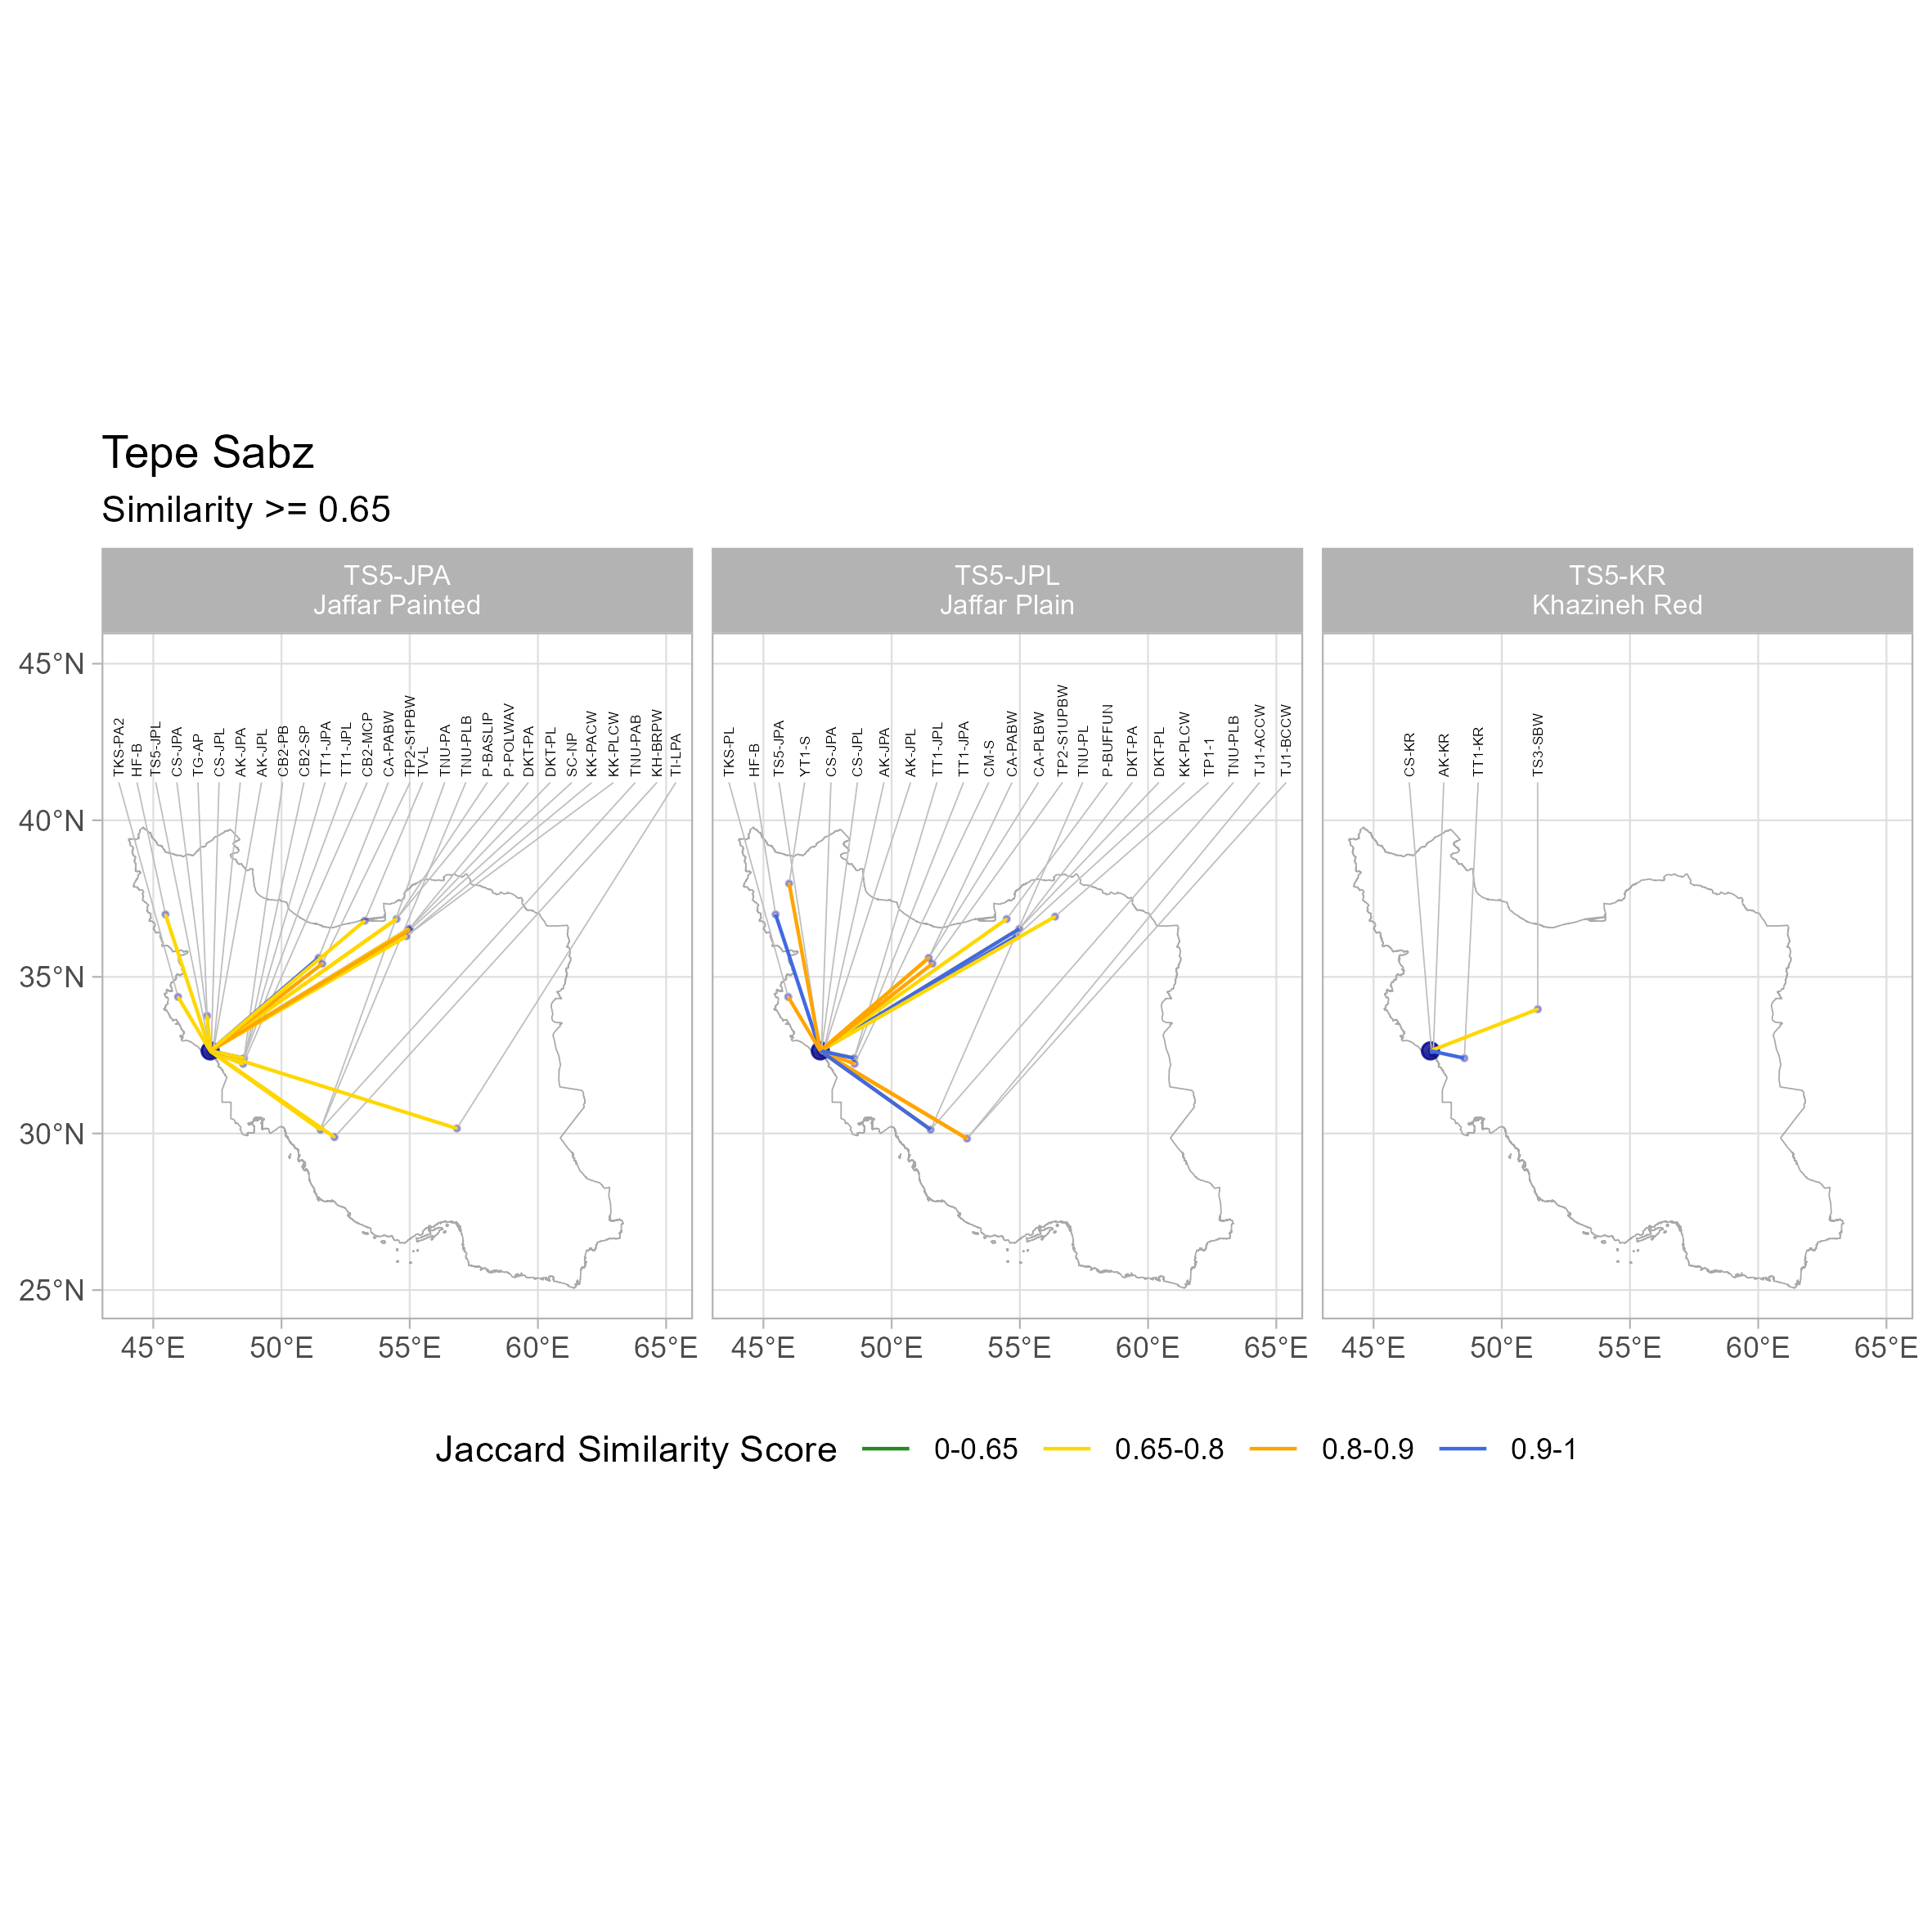 Tepe Sabz
Similarity >= 0.65
TS5-JPA
Jaffar Painted
TS5-JPL
Jaffar Plain
TS5-KR
Khazineh Red
TKS-PA2
HF-B
TS5-JPL
CS-JPA
TG-AP
CS-JPL
AK-JPA
AK-JPL
CB2-PB
CB2-SP
TT1-JPA
TT1-JPL
CB2-MCP
CA-PABW
TP2-S1PBW
TV-L
TNU-PA
TNU-PLB
P-BASLIP
P-POLWAV
DKT-PA
DKT-PL
SC-NP
KK-PACW
KK-PLCW
TNU-PAB
KH-BRPW
TI-LPA
TKS-PL
HF-B
TS5-JPA
YT1-S
CS-JPA
CS-JPL
AK-JPA
AK-JPL
TT1-JPL
TT1-JPA
CM-S
CA-PABW
CA-PLBW
TP2-S1UPBW
TNU-PL
P-BUFFUN
DKT-PA
DKT-PL
KK-PLCW
TP1-1
TNU-PLB
TJ1-ACCW
TJ1-BCCW
CS-KR
AK-KR
TT1-KR
TS3-SBW
45°N
40°N
35°N
30°N
25°N
45°E 50°E 55°E 60°E 65°E
45°E 50°E 55°E 60°E 65°E
45°E 50°E 55°E 60°E 65°E
Jaccard Similarity Score 0-0.65 0.65-0.8 0.8-0.9 0.9-1